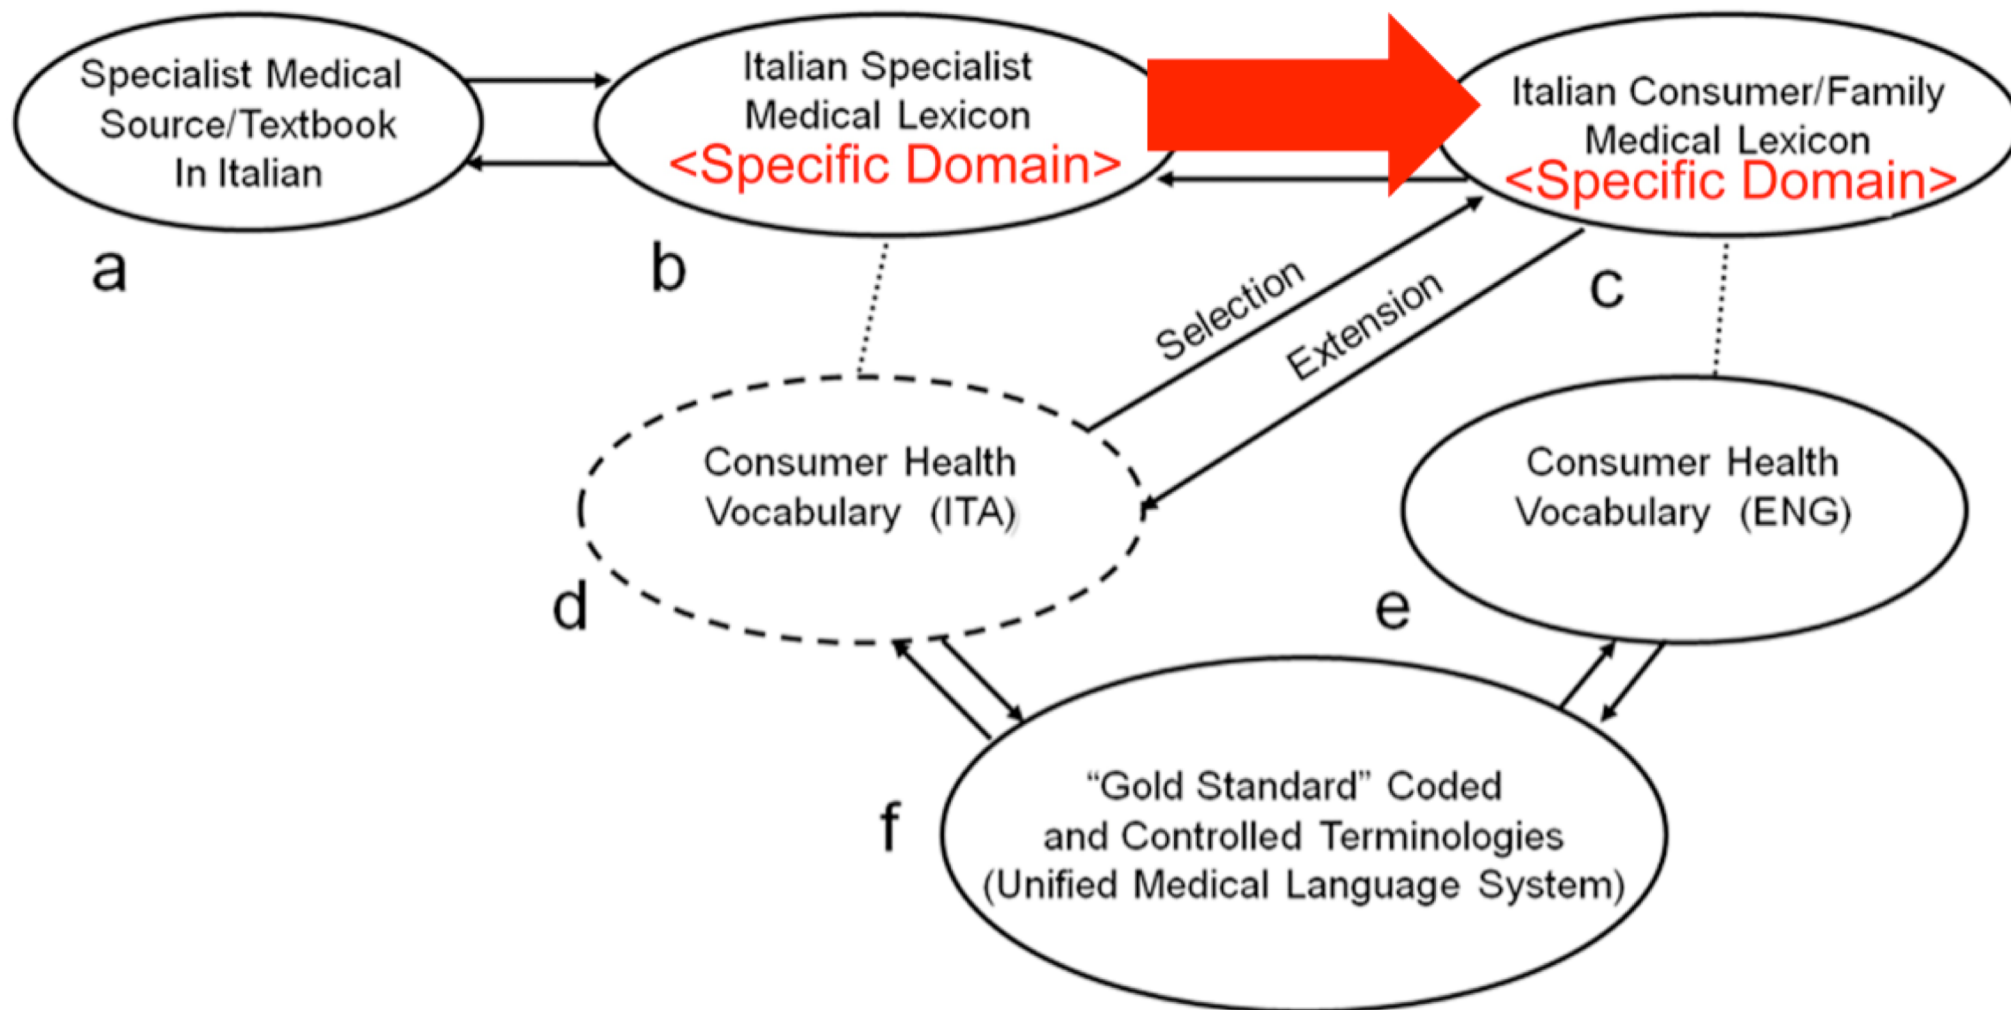 Specialist Medical
Source/Textbook
In Italian
a
Italian Specialist
Medical Lexicon
<Specific Domain>
b
Italian Consumer/Family
Medical Lexicon
<Specific Domain>
c
Selection
Extension
Consumer Health
Vocabulary (ITA)
d
Consumer Health
Vocabulary (ENG)
e
“Gold Standard” Coded
and Controlled Terminologies
(Unified Medical Language System)
f